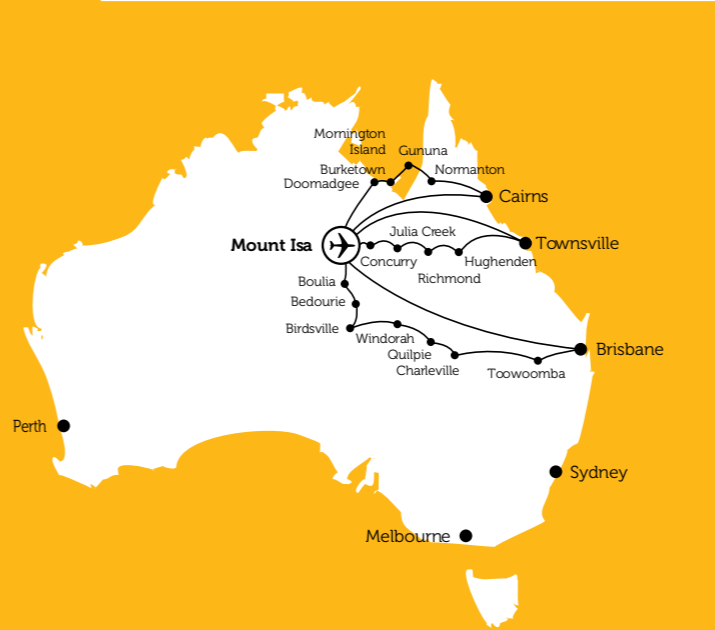 Mornington
Island
Gununa
Burketown
Normanton
Doomadgee
Cairns
Julia Creek
Mount Isa
Townsville
Concurry
Hughenden
Richmond
Boulia
Bedourie
Birdsville
Windorah
Brisbane
Quilpie
Charleville
Toowoomba
Perth
Sydney
Melbourne